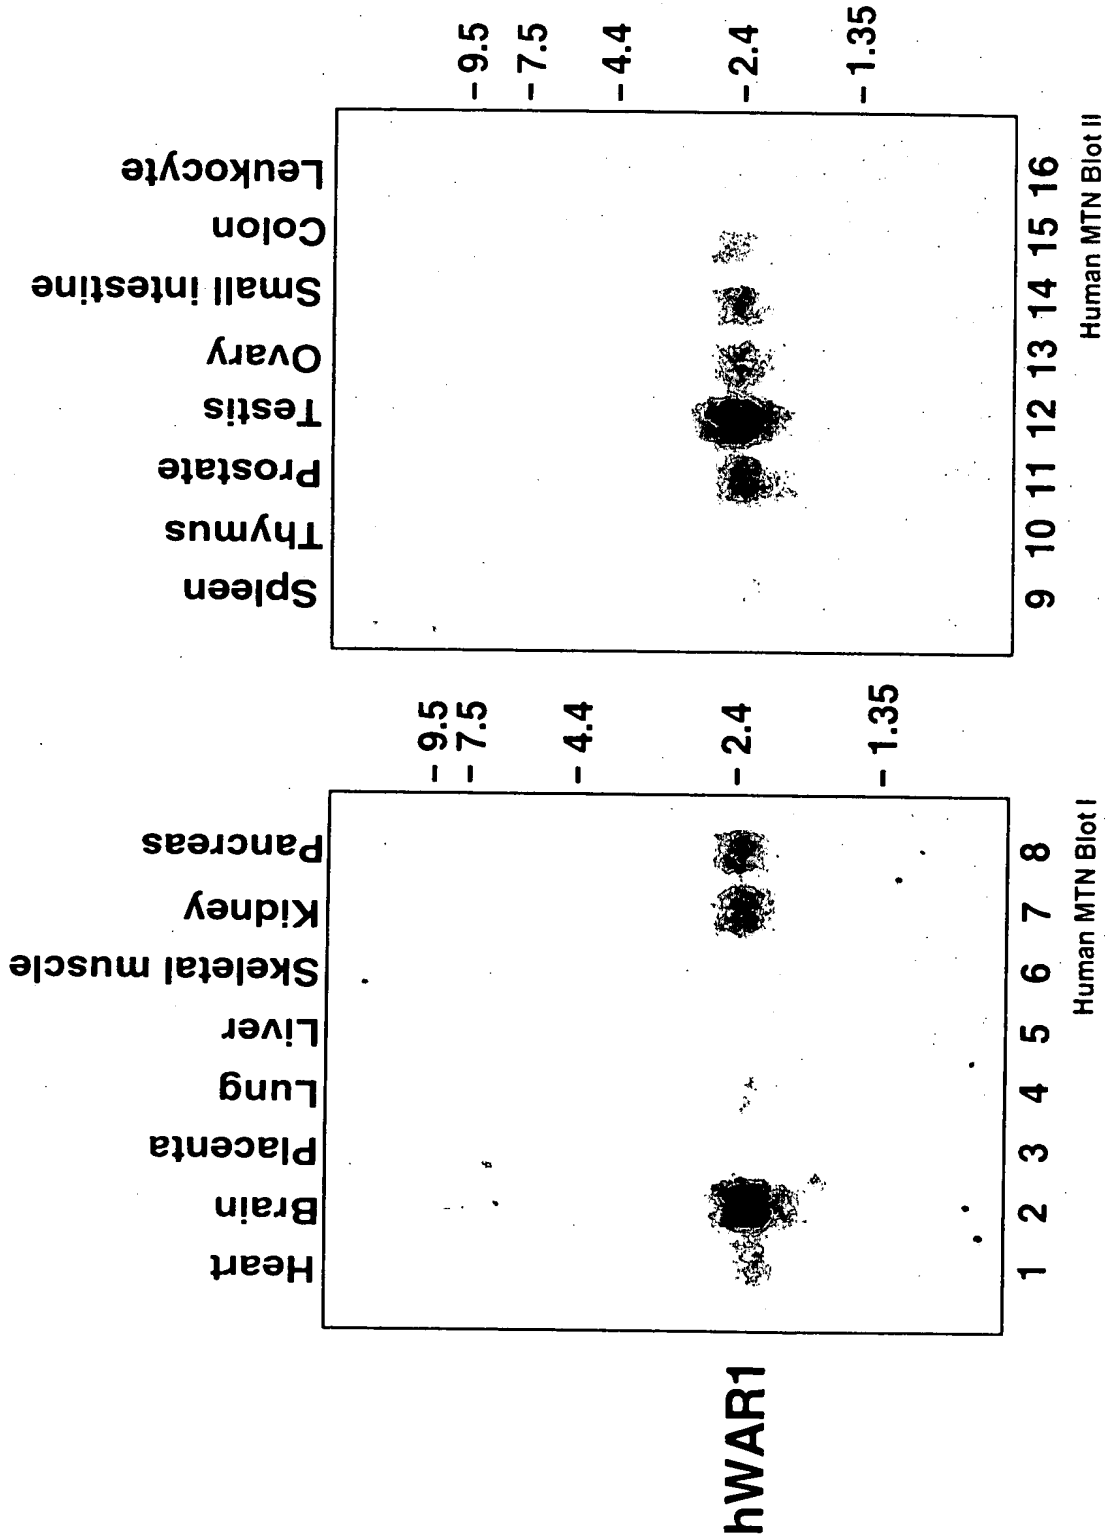 Heart
Brain
Placenta
Lung
Liver
Skeletal muscle
Kidney
Pancreas
– 9.5
– 7.5
– 4.4
– 2.4
– 1.35
hWAR1
1 2 3 4 5 6 7 8
Human MTN Blot I
Spleen
Thymus
Prostate
Testis
Ovary
Small intestine
Colon
Leukocyte
– 9.5
– 7.5
– 4.4
– 2.4
– 1.35
9 10 11 12 13 14 15 16
Human MTN Blot II